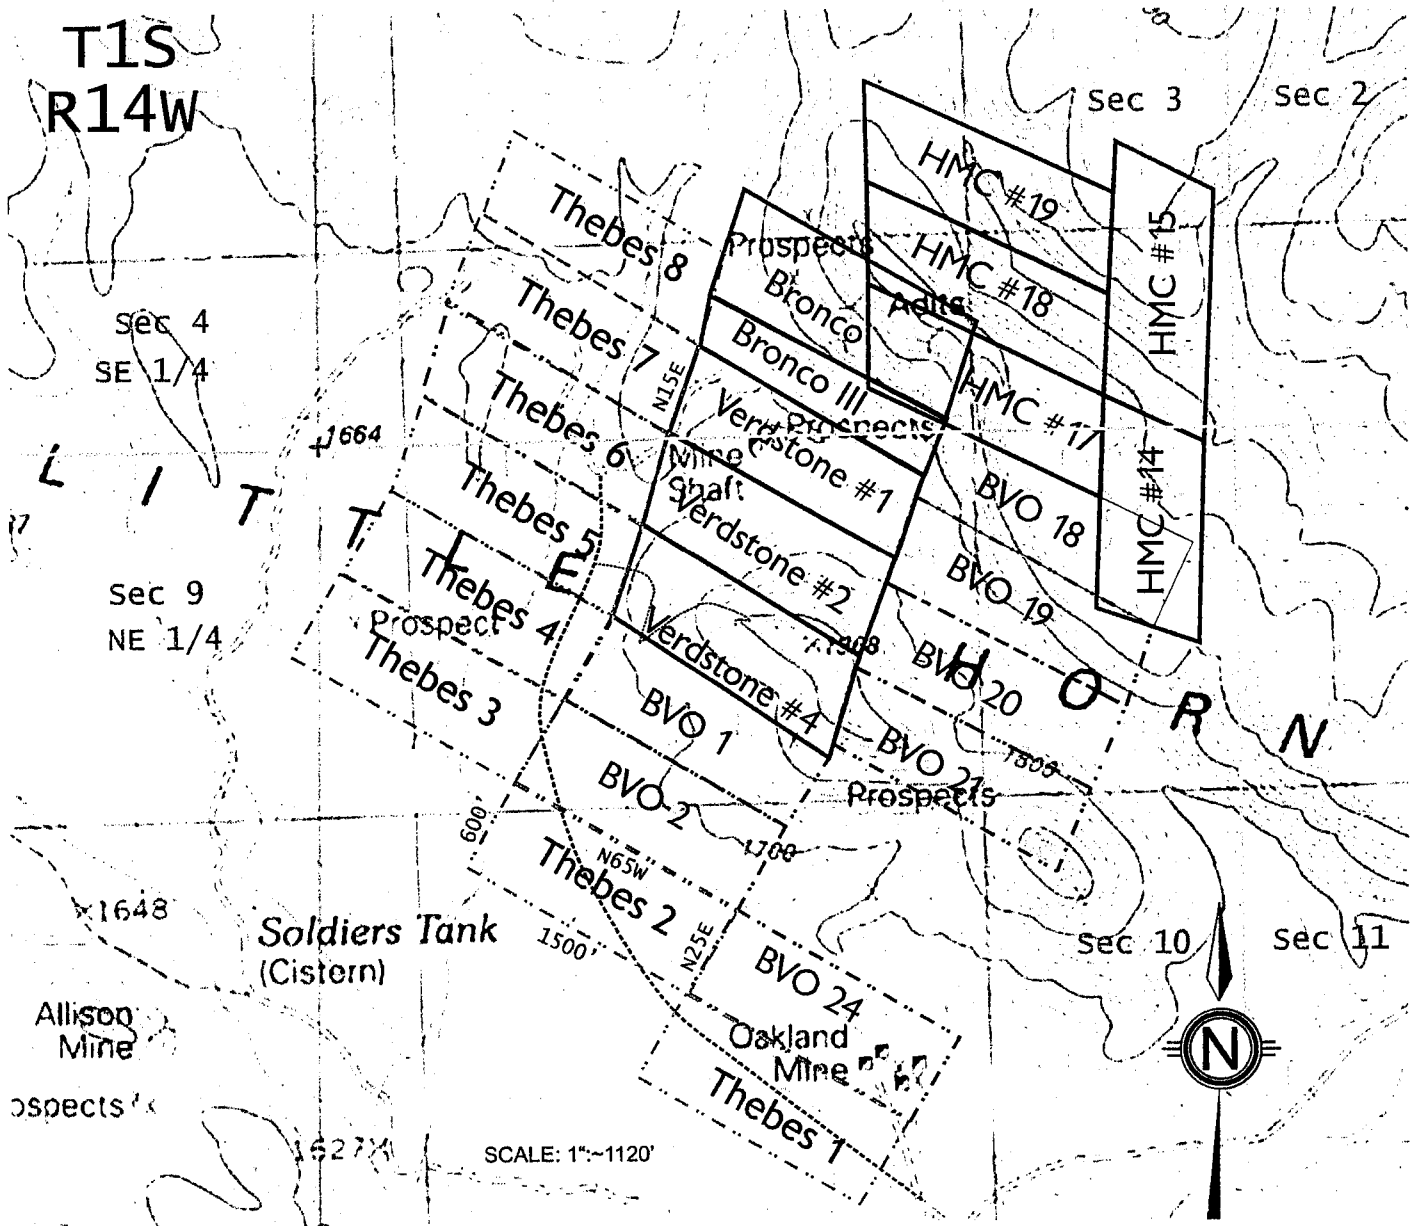 T1S
R14W
Sec 3
Sec 2
HMC #19
HMC #15
Thebes 8
Prospects
HMC #18
Adits
Bronco
Thebes 7
Sec 4
SE 1/4
Bronco III
N15E
HMC #17
Thebes 6
Verdstone #1
Prospects
1664
Mine
Shaft
HMC #14
BVO 18
Thebes 5
Verdstone #2
LITTLE HORN
BVO 19
Thebes 4
Prospect
Sec 9
NE 1/4
Thebes 3
Verdstone #4
1908
BVO 20
BVO 1
BVO 21
1800
Prospects
BVO 2
600'
1700
N65W
Thebes 2
1500'
N25E
×1648
Soldiers Tank
(Cistern)
Sec 10
Sec 11
BVO 24
Allison
Mine
Oakland
Mine
N
ospects
Thebes 1
1627×
SCALE: 1":~1120'